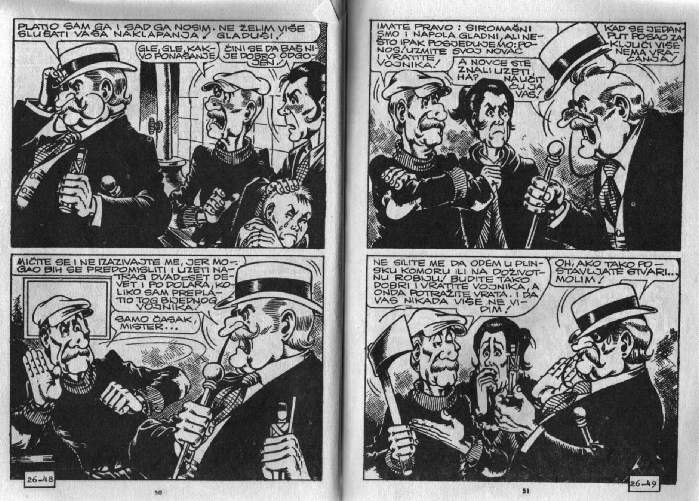 PLATIO SAM GA I SAD GA NOSIM. NE ŽELIM VIŠE
SLUŠATI VAŠA NAKLAPANJA, GLADUŠI!
GLE, GLE, KAK-
VO PONAŠANJE
ČINI SE DA BAŠ NI-
JE DOBRO ODGO-
JEN!
MIČITE SE I NE IZAZIVAJTE ME, JER MO-
GAO BIH SE PREDOMISLITI I UZETI NA-
TRAG DVADESET DE-
VET I PO DOLARA, KO-
LIKO SAM PREPLA-
TIO TOG BIJEDNOG
VOJNIKA!
SAMO ČASAK,
MISTER...
26-48
50
IMATE PRAVO: SIROMAŠNI
SMO I NAPOLA GLADNI, ALI NE-
ŠTO IPAK POSJEDUJEMO: PO-
NOS! UZMITE SVOJ NOVAC
I VRATITE
VOJNIKA!
A NOVCE STE
ZNALI UZETI
HA? NAUČIT
ĆU JA
VAS!
KAD SE JEDAN-
PUT POSAO ZA-
KLJUČI VIŠE
NEMA VRA-
ĆANJA!
NE SILITE ME DA ODEM U PLIN-
SKU KOMORU ILI NA DOŽIVOT-
NU ROBIJU! BUDITE TAKO
DOBRI I VRATITE VOJNIKA, A
ONDA POTRAŽITE VRATA. I DA
VAS NIKADA VIŠE NE VI-
DIM!
OH, AKO TAKO PO-
STAVLJATE STVARI...
MOLIM!
51
26-49